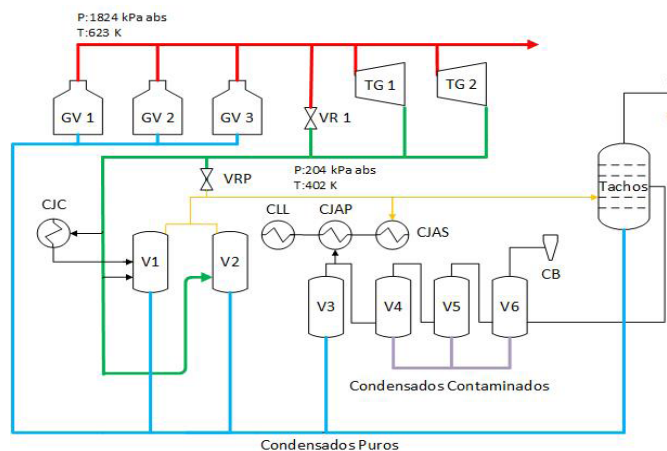 P:1824 kPa abs
T:623 K
GV 1
GV 2
GV 3
VR 1
TG 1
TG 2
P:204 kPa abs
T:402 K
VRP
Tachos
CJC
CLL
CJAP
CJAS
V1
V2
V3
V4
V5
V6
CB
Condensados Contaminados
Condensados Puros